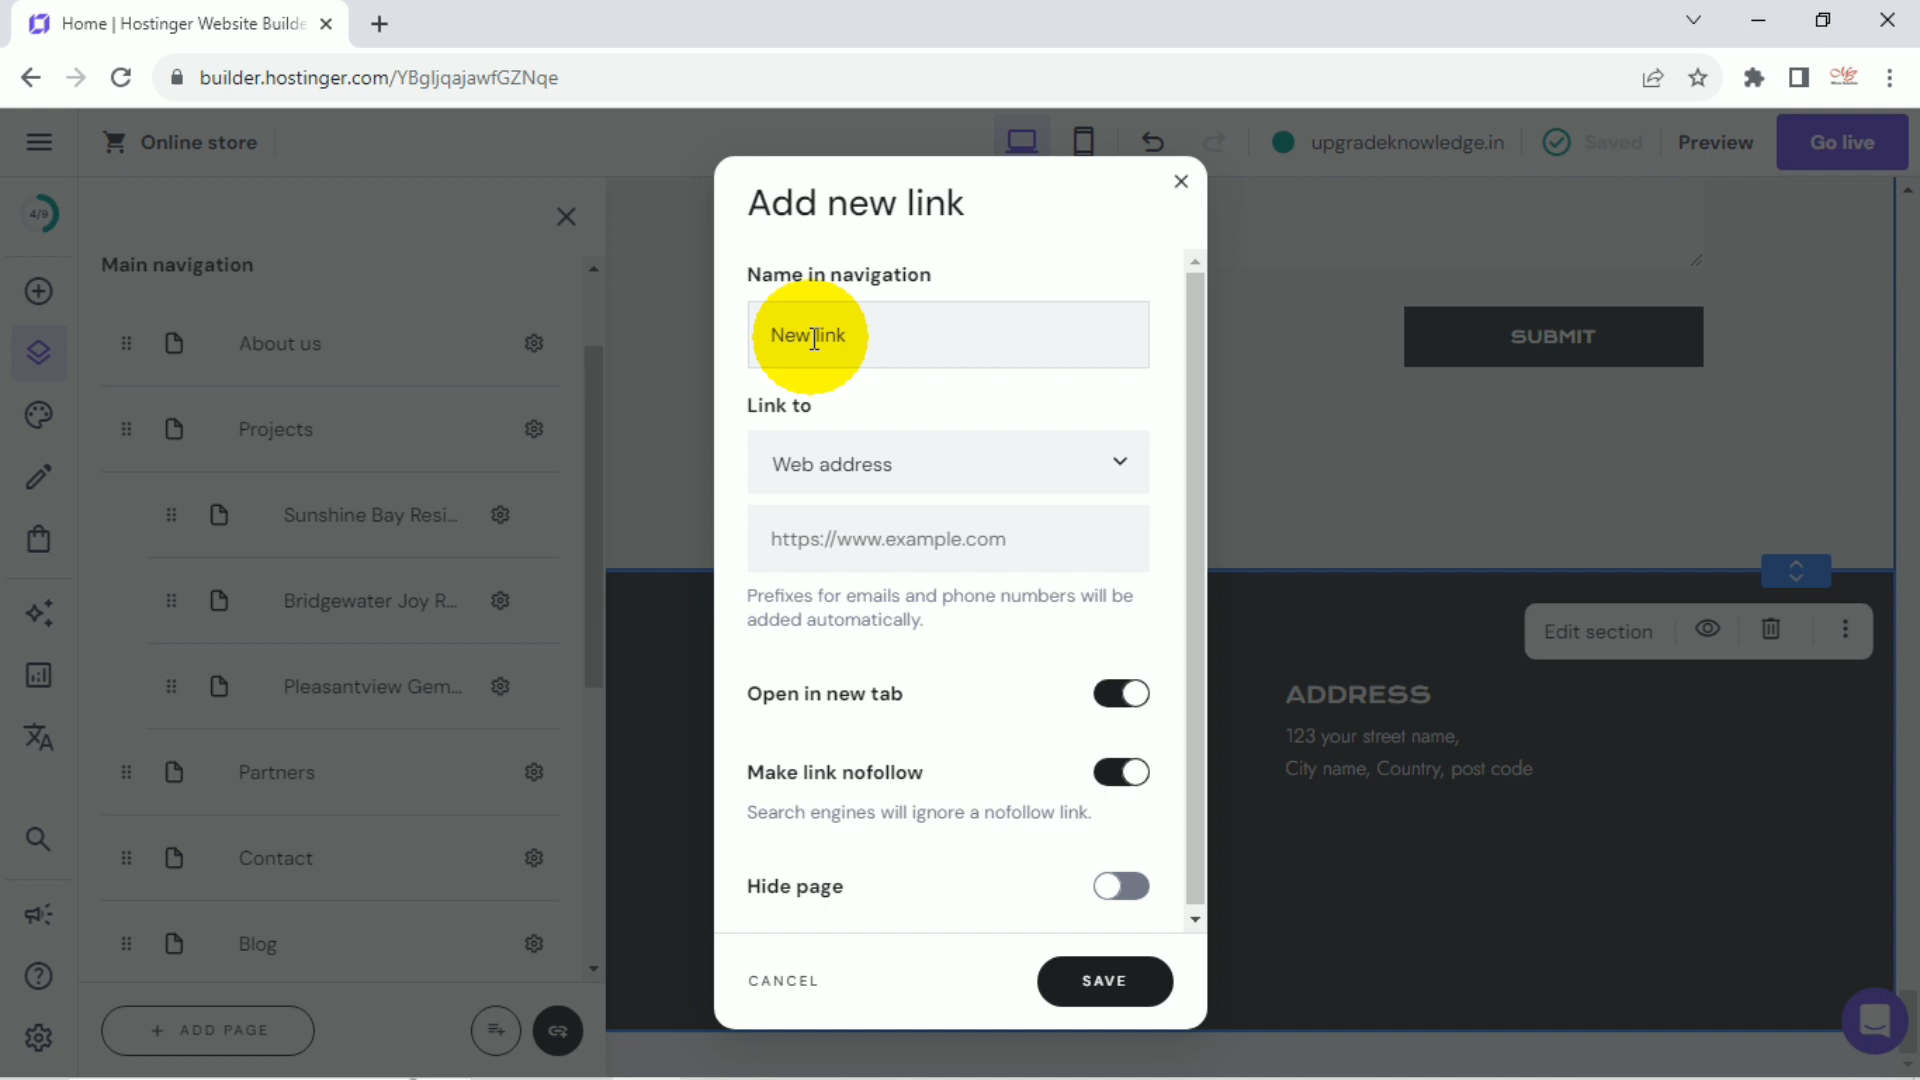 Home | Hostinger Website Builde
builder.hostinger.com/YBgljqajawfGZNqe
Online store
upgradeknowledge.in
Saved
Preview
Go live
4/9
Main navigation
About us
Projects
Sunshine Bay Resi...
Bridgewater Joy R...
Pleasantview Gem...
Partners
Contact
Blog
+ ADD PAGE
Add new link
Name in navigation
New link
Link to
Web address
https://www.example.com
Prefixes for emails and phone numbers will be
added automatically.
Open in new tab
Make link nofollow
Search engines will ignore a nofollow link.
Hide page
CANCEL
SAVE
SUBMIT
Edit section
ADDRESS
123 your street name,
City name, Country, post code